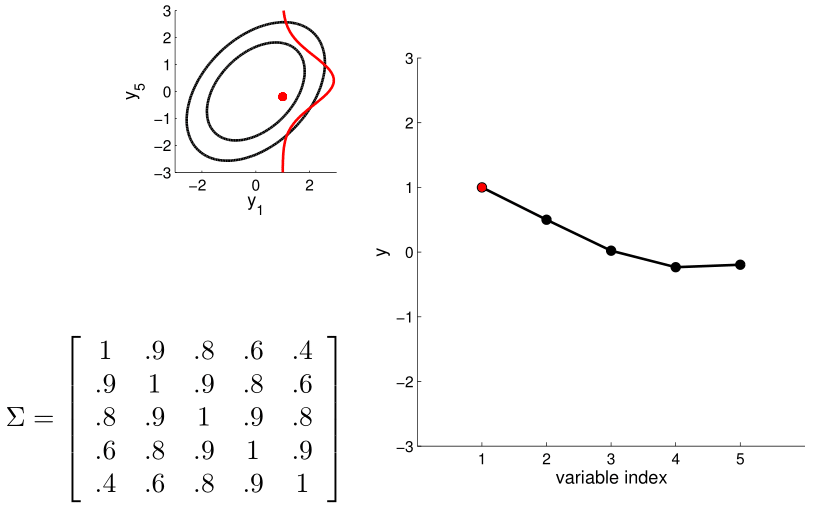 3
2
1
0
−1
−2
−3
y5
−2 0 2
y1
3
2
1
0
−1
−2
−3
y
1 2 3 4 5
variable index
Σ = [ 1 .9 .8 .6 .4
.9 1 .9 .8 .6
.8 .9 1 .9 .8
.6 .8 .9 1 .9
.4 .6 .8 .9 1 ]